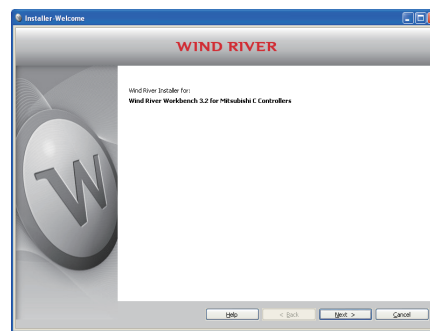 Installer-Welcome
WIND RIVER
Wind River Installer for:
Wind River Workbench 3.2 for Mitsubishi C Controllers
W
Help
< Back
Next >
Cancel